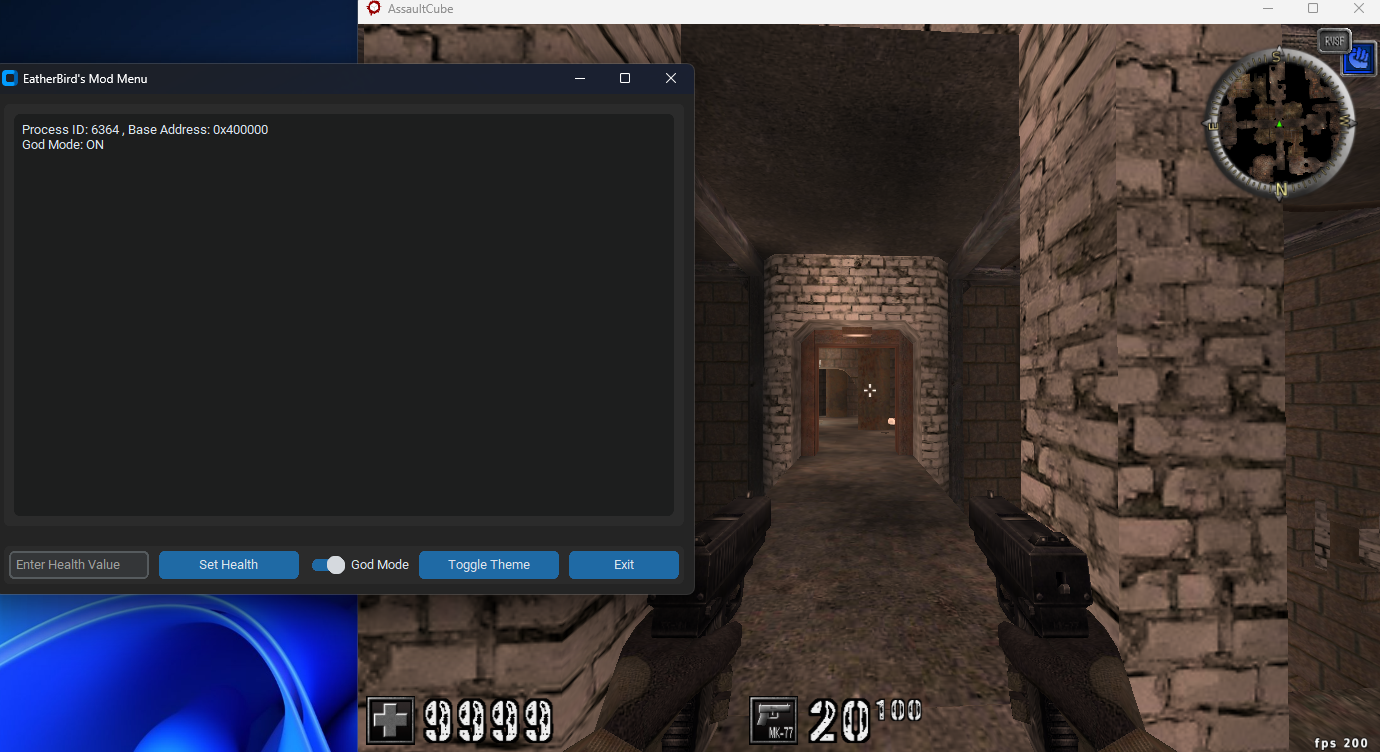 AssaultCube
EatherBird's Mod Menu
Process ID: 6364 , Base Address: 0x400000
God Mode: ON
Enter Health Value
Set Health
God Mode
Toggle Theme
Exit
RVSF
S
E
W
N
9999
MK-77
20 100
fps 200